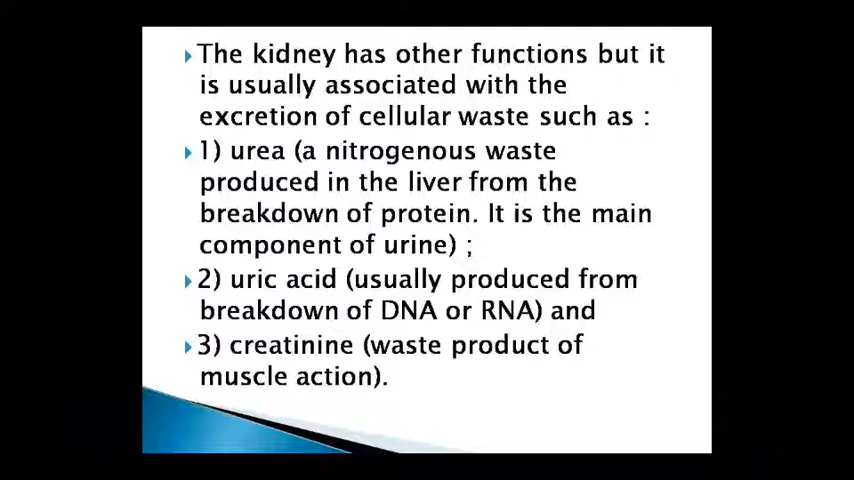 The kidney has other functions but it
is usually associated with the
excretion of cellular waste such as :
1) urea (a nitrogenous waste
produced in the liver from the
breakdown of protein. It is the main
component of urine) ;
2) uric acid (usually produced from
breakdown of DNA or RNA) and
3) creatinine (waste product of
muscle action).